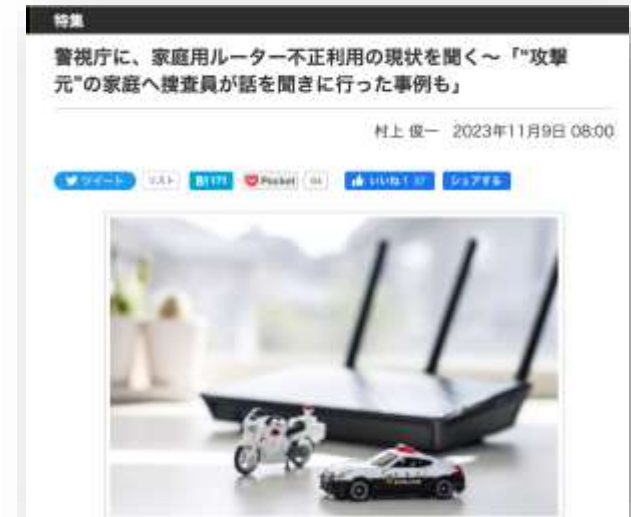 特集
警視庁に、家庭用ルーター不正利用の現状を聞く～「"攻撃
元"の家庭へ捜査員が話を聞きに行った事例も」
村上 俊一 2023年11月9日 08:00
ツイート リスト B! 171 Pocket いいね! シェアする